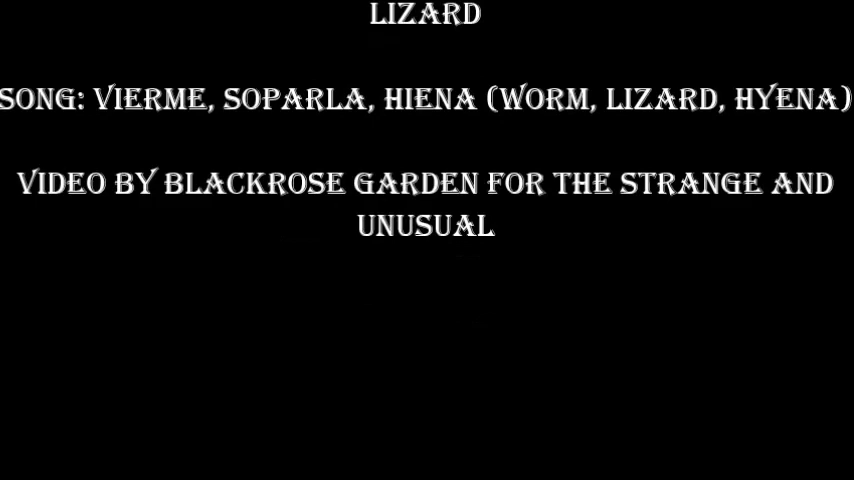 LIZARD
SONG: VIERME, SOPARLA, HIENA (WORM, LIZARD, HYENA)
VIDEO BY BLACKROSE GARDEN FOR THE STRANGE AND
UNUSUAL